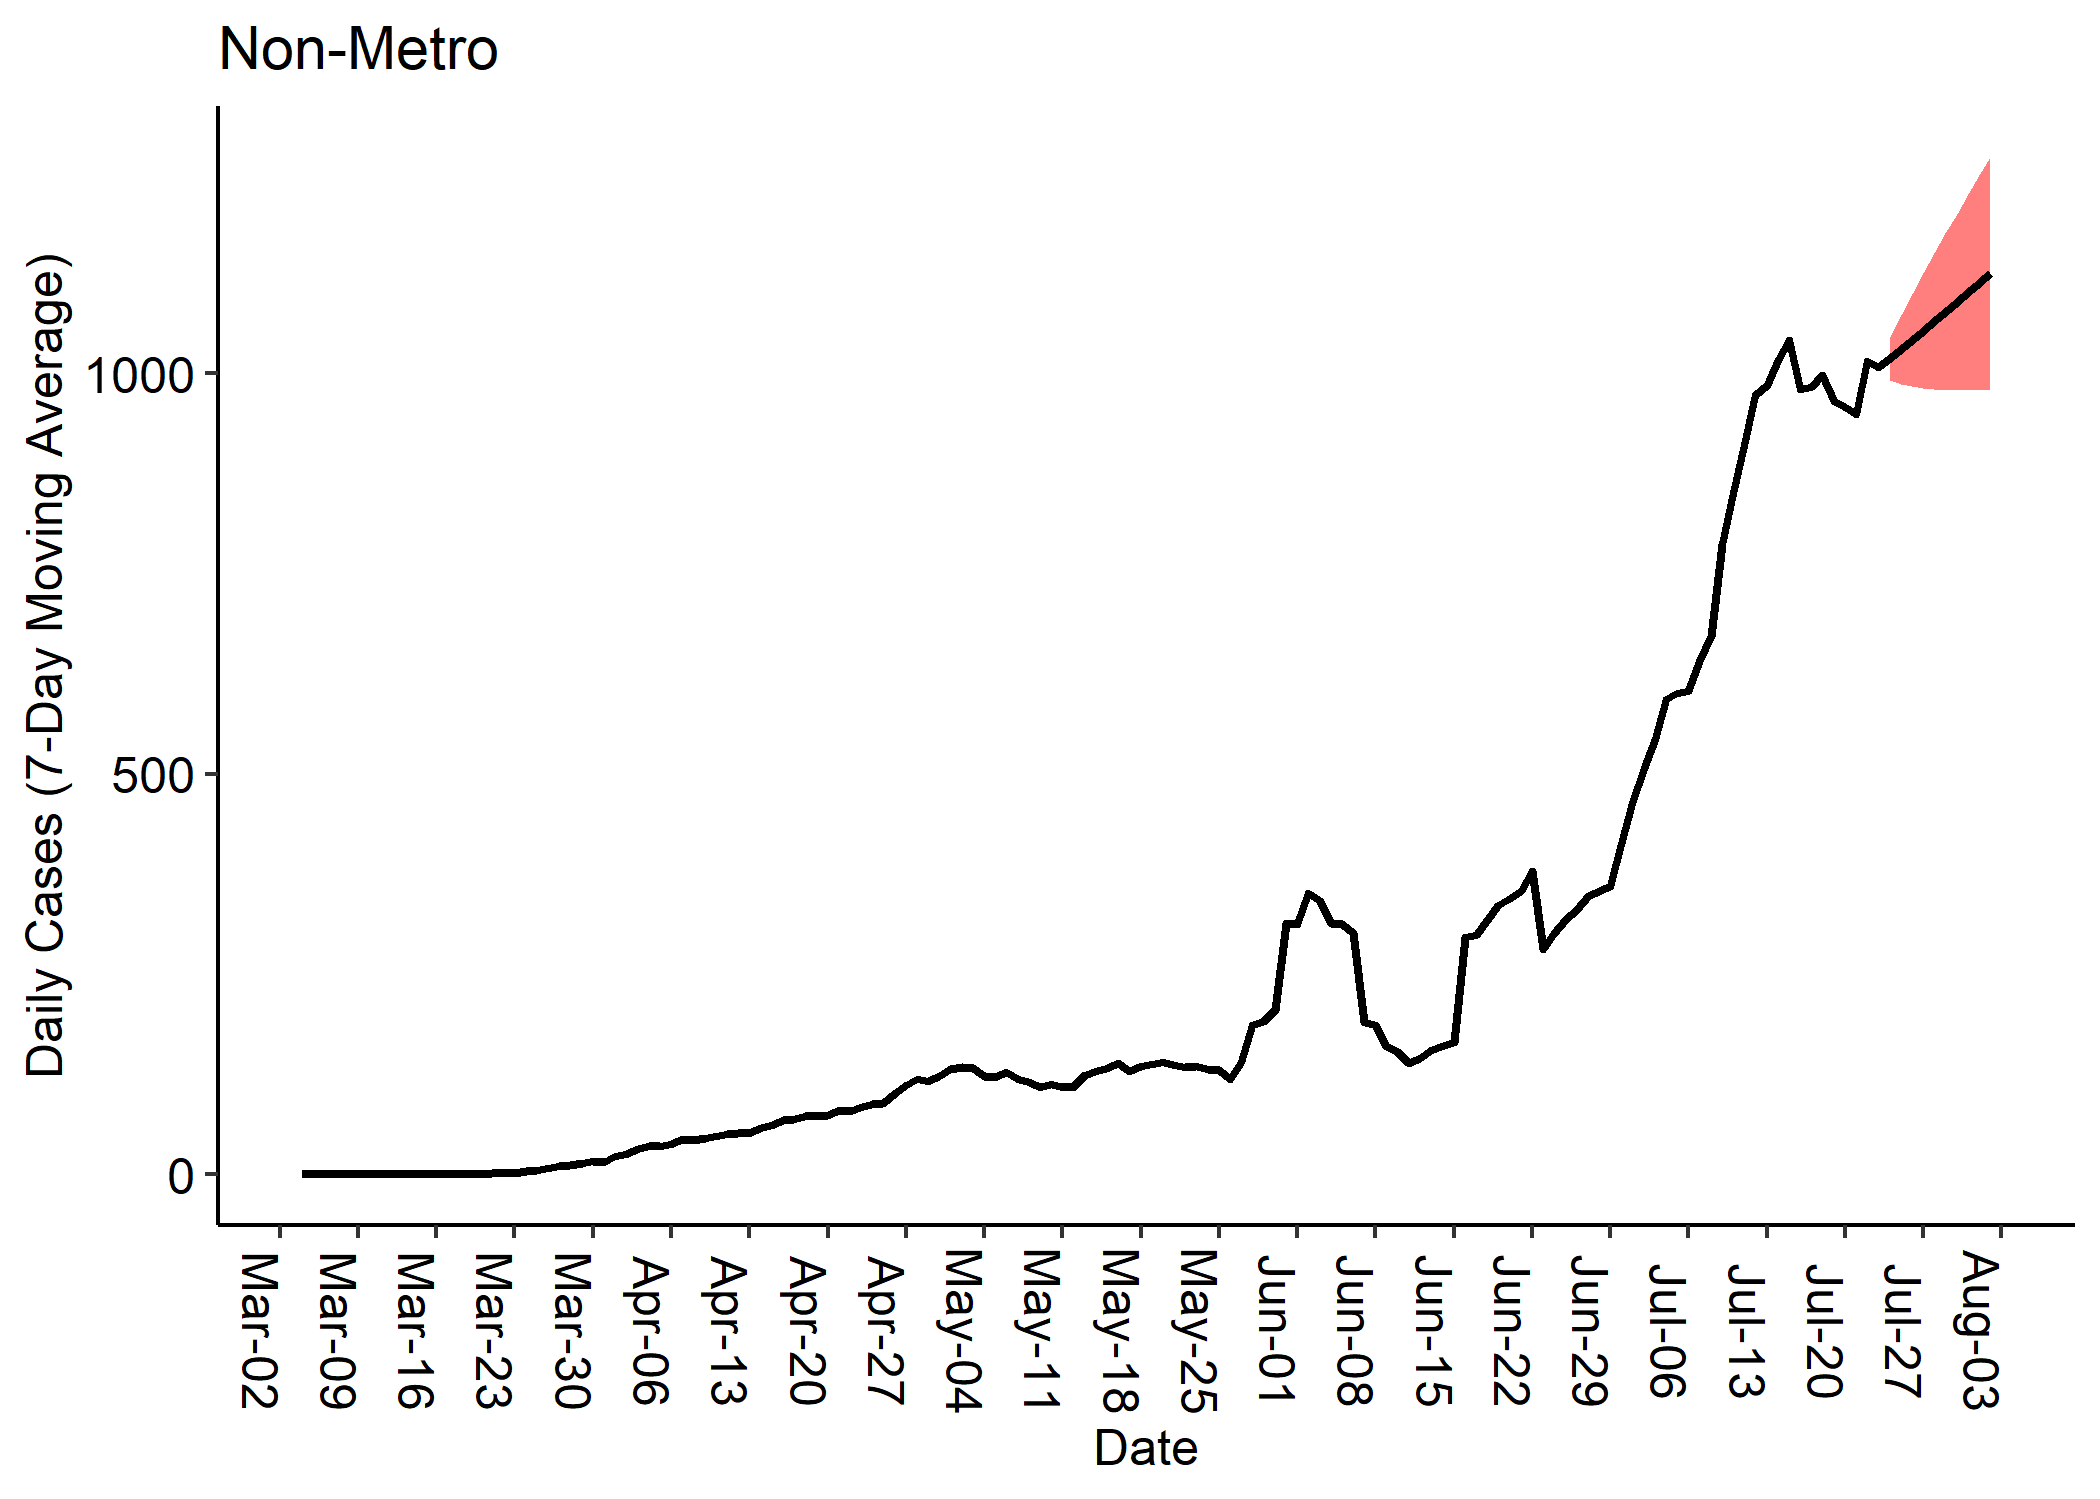 Non-Metro
Daily Cases (7-Day Moving Average)
1000
500
0
Mar-02
Mar-09
Mar-16
Mar-23
Mar-30
Apr-06
Apr-13
Apr-20
Apr-27
May-04
May-11
May-18
May-25
Jun-01
Jun-08
Jun-15
Jun-22
Jun-29
Jul-06
Jul-13
Jul-20
Jul-27
Aug-03
Date